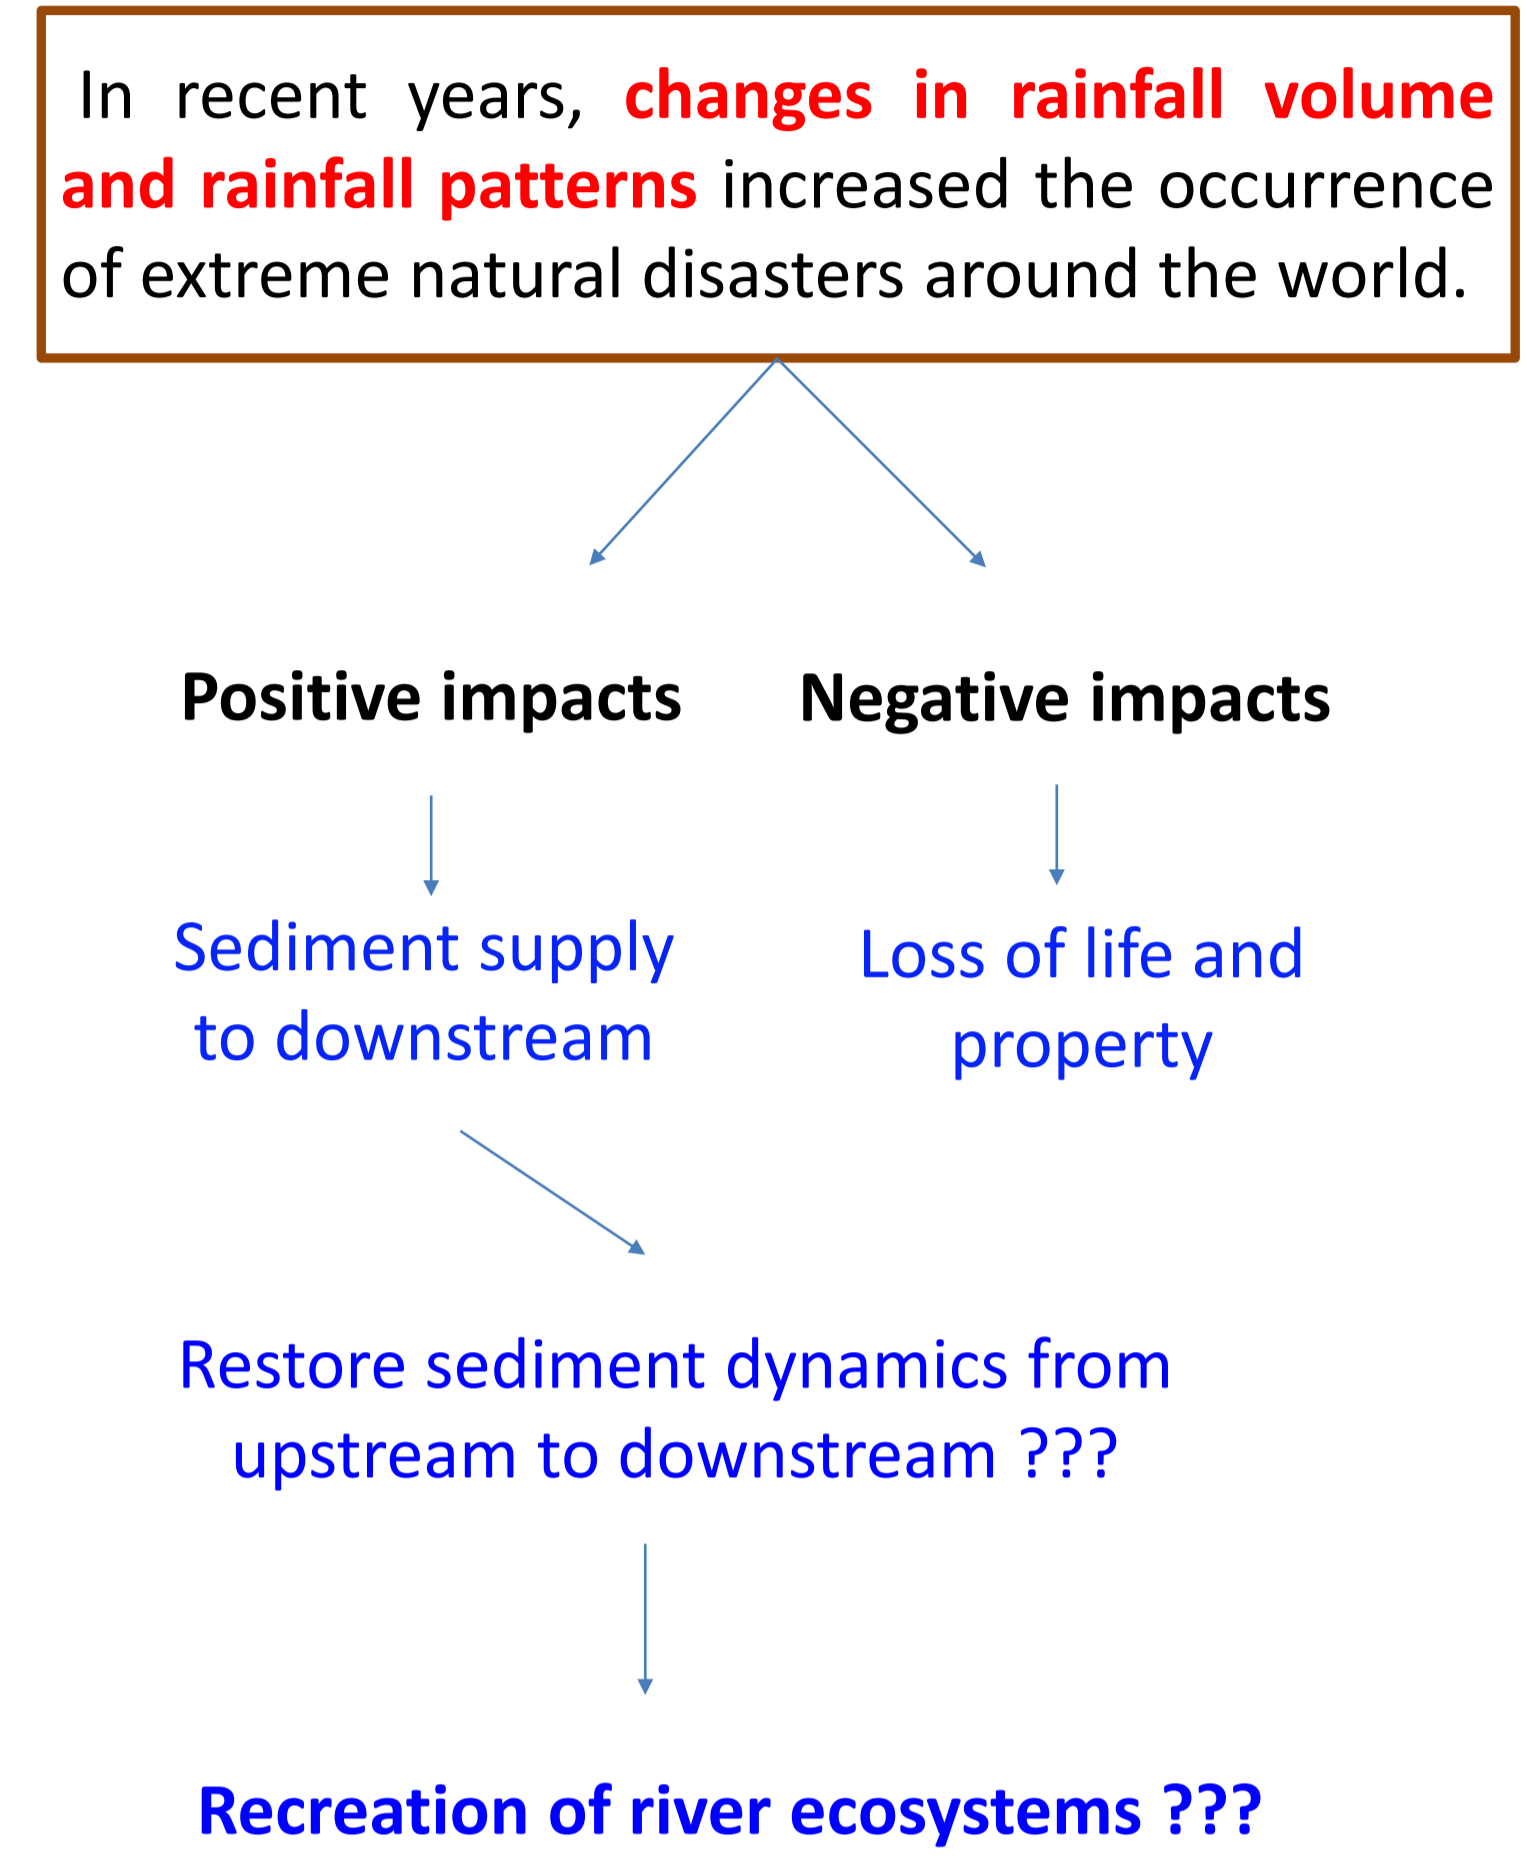 In recent years, changes in rainfall volume
and rainfall patterns increased the occurrence
of extreme natural disasters around the world.
Positive impacts
Negative impacts
Sediment supply
to downstream
Loss of life and
property
Restore sediment dynamics from
upstream to downstream ???
Recreation of river ecosystems ???